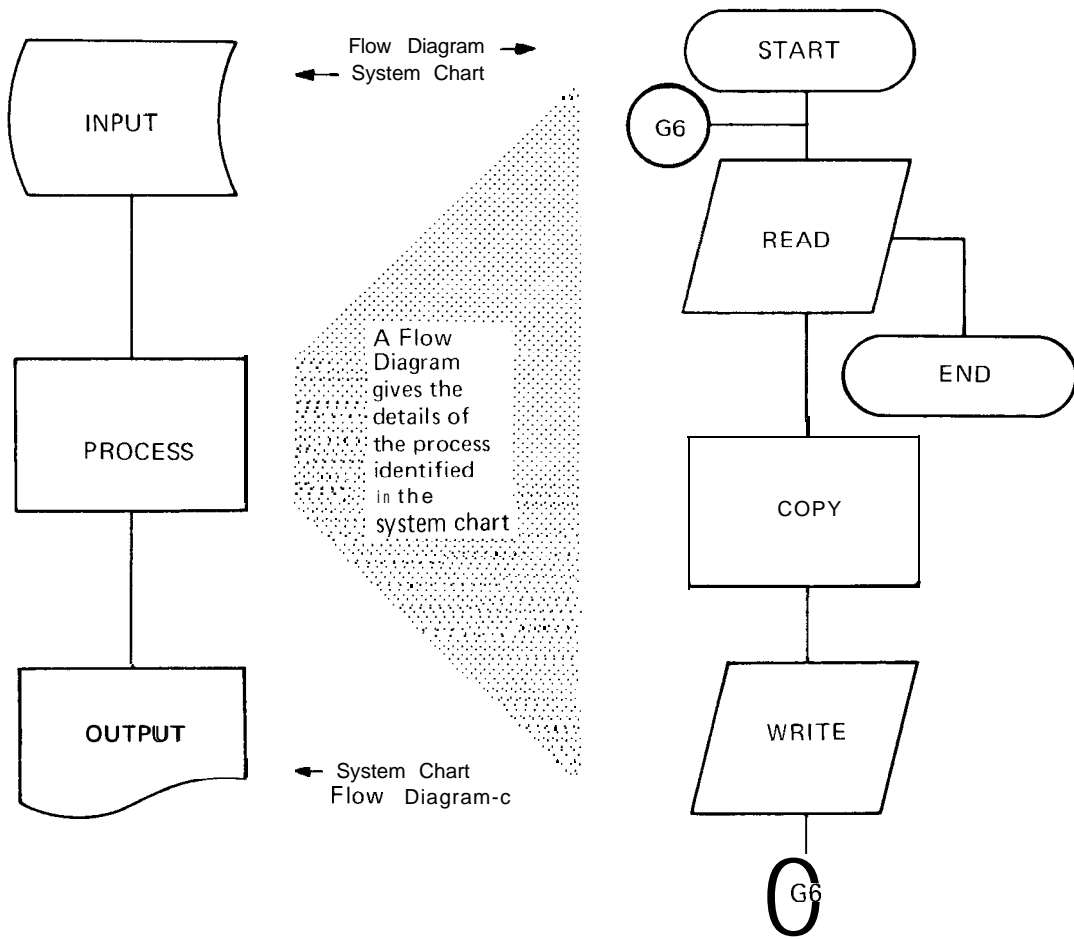 Flow Diagram →
← System Chart
INPUT
PROCESS
OUTPUT
A Flow
Diagram
gives the
details of
the process
identified
in the
system chart
← System Chart
Flow Diagram-c
START
G6
READ
END
COPY
WRITE
G6